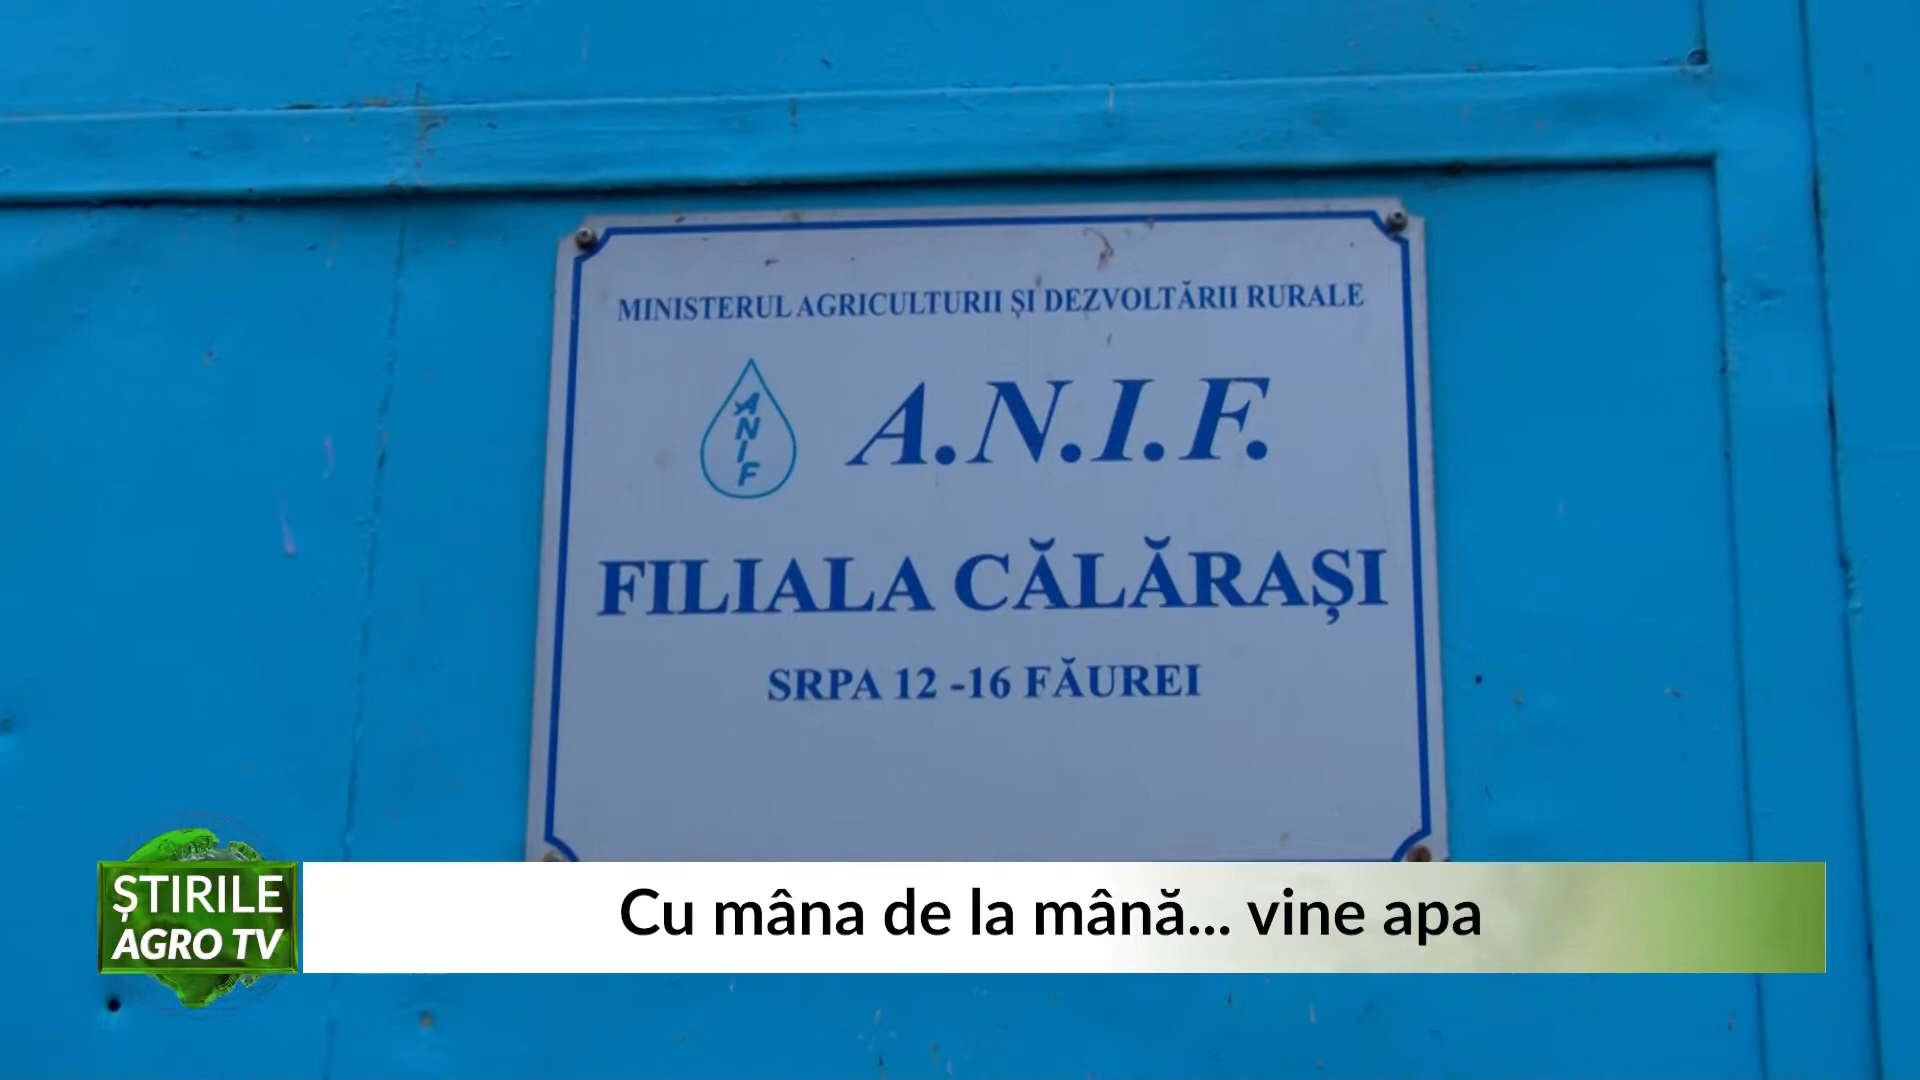 MINISTERUL AGRICULTURII ȘI DEZVOLTĂRII RURALE
ANIF
A.N.I.F.
FILIALA CĂLĂRAȘI
SRPA 12 -16 FĂUREI
ȘTIRILE
AGRO TV
Cu mâna de la mână... vine apa